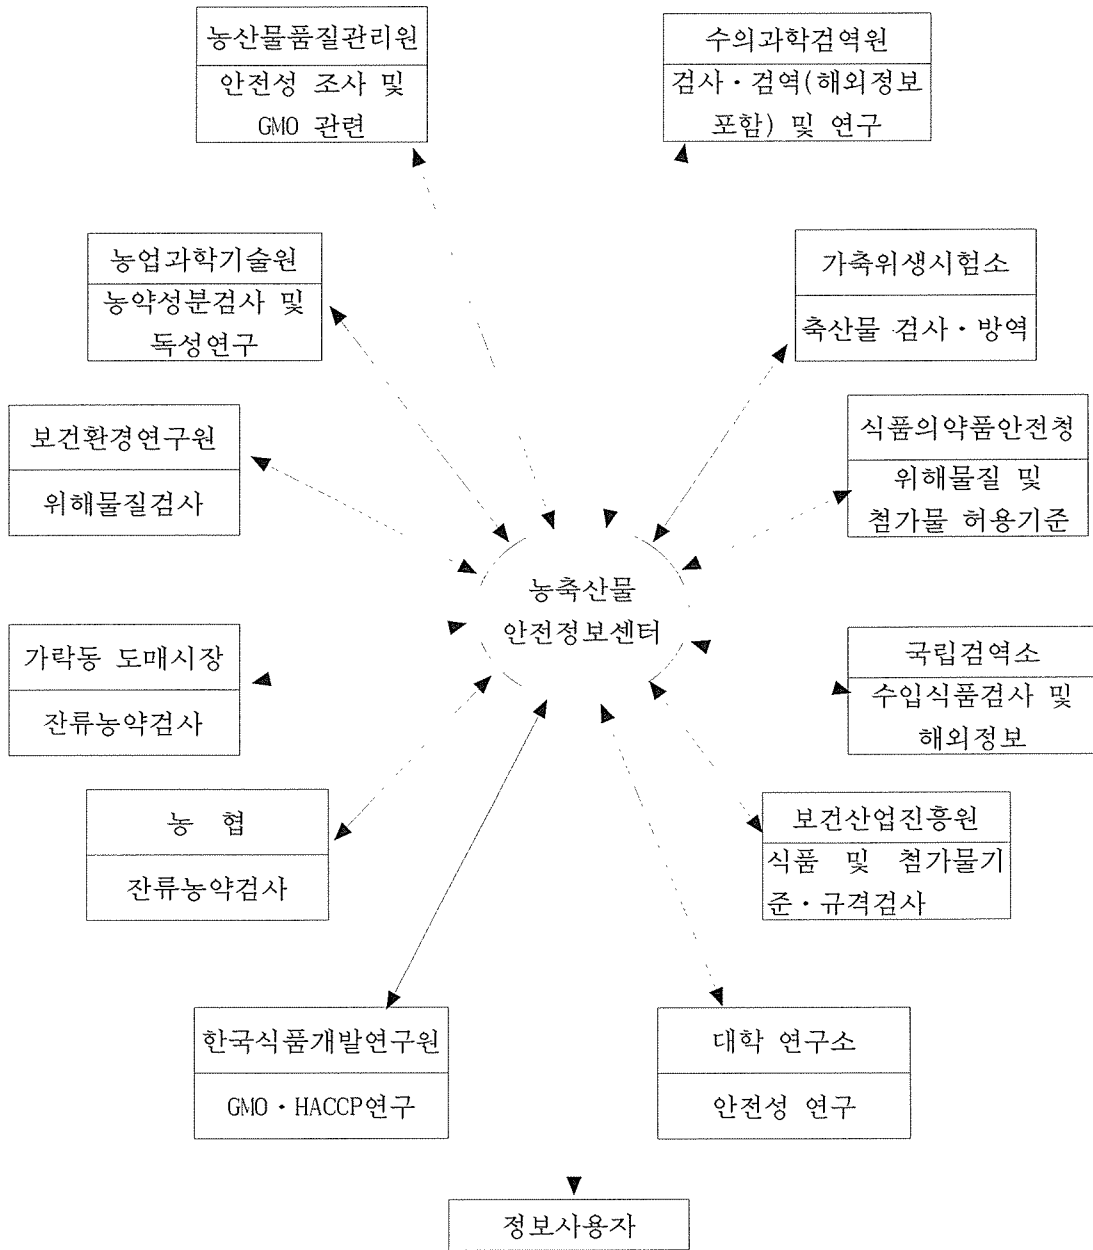 농산물품질관리원
안전성 조사 및
GMO 관련
수의과학검역원
검사·검역(해외정보
포함) 및 연구
농업과학기술원
농약성분검사 및
독성연구
가축위생시험소
축산물 검사·방역
보건환경연구원
위해물질검사
식품의약품안전청
위해물질 및
첨가물 허용기준
농축산물
안전정보센터
가락동 도매시장
잔류농약검사
국립검역소
수입식품검사 및
해외정보
농 협
잔류농약검사
보건산업진흥원
식품 및 첨가물기
준·규격검사
한국식품개발연구원
GMO·HACCP연구
대학 연구소
안전성 연구
정보사용자